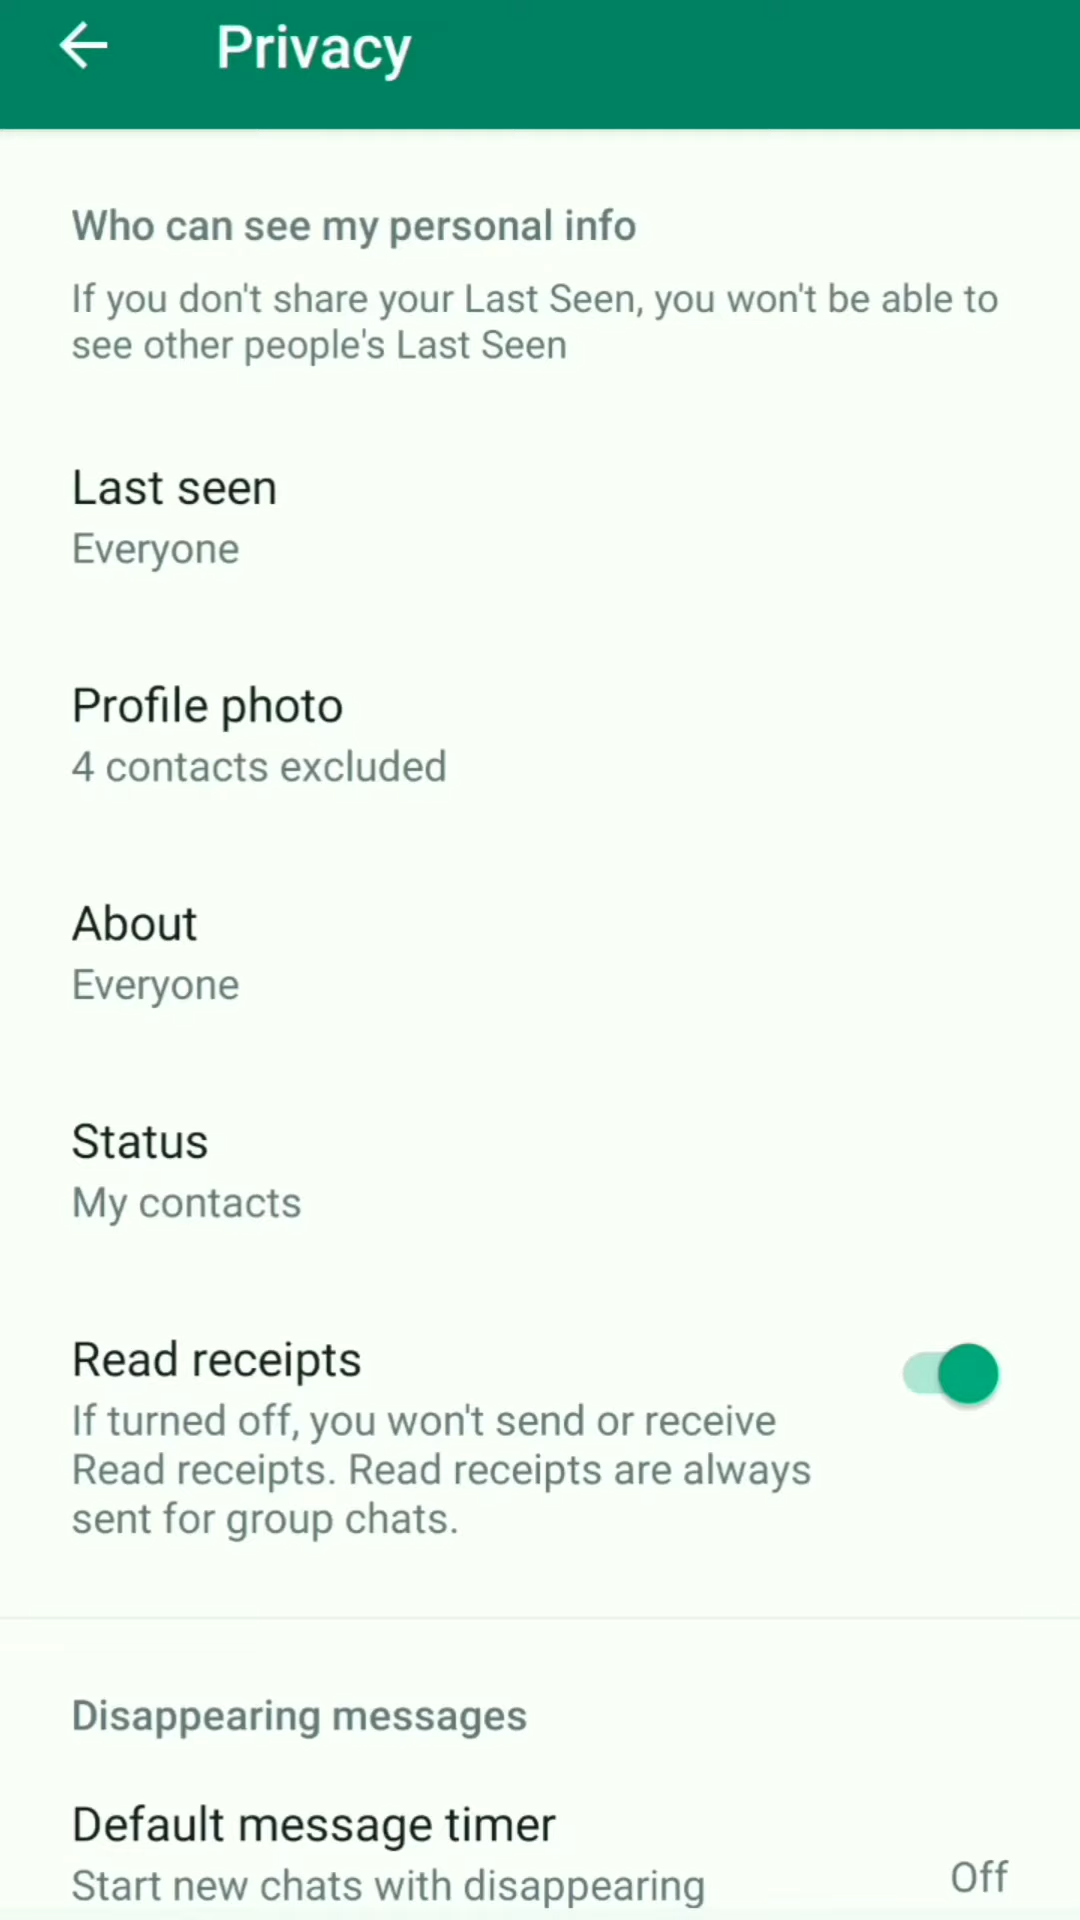 Privacy
Who can see my personal info
If you don't share your Last Seen, you won't be able to
see other people's Last Seen
Last seen
Everyone
Profile photo
4 contacts excluded
About
Everyone
Status
My contacts
Read receipts
If turned off, you won't send or receive
Read receipts. Read receipts are always
sent for group chats.
Disappearing messages
Default message timer
Start new chats with disappearing
Off